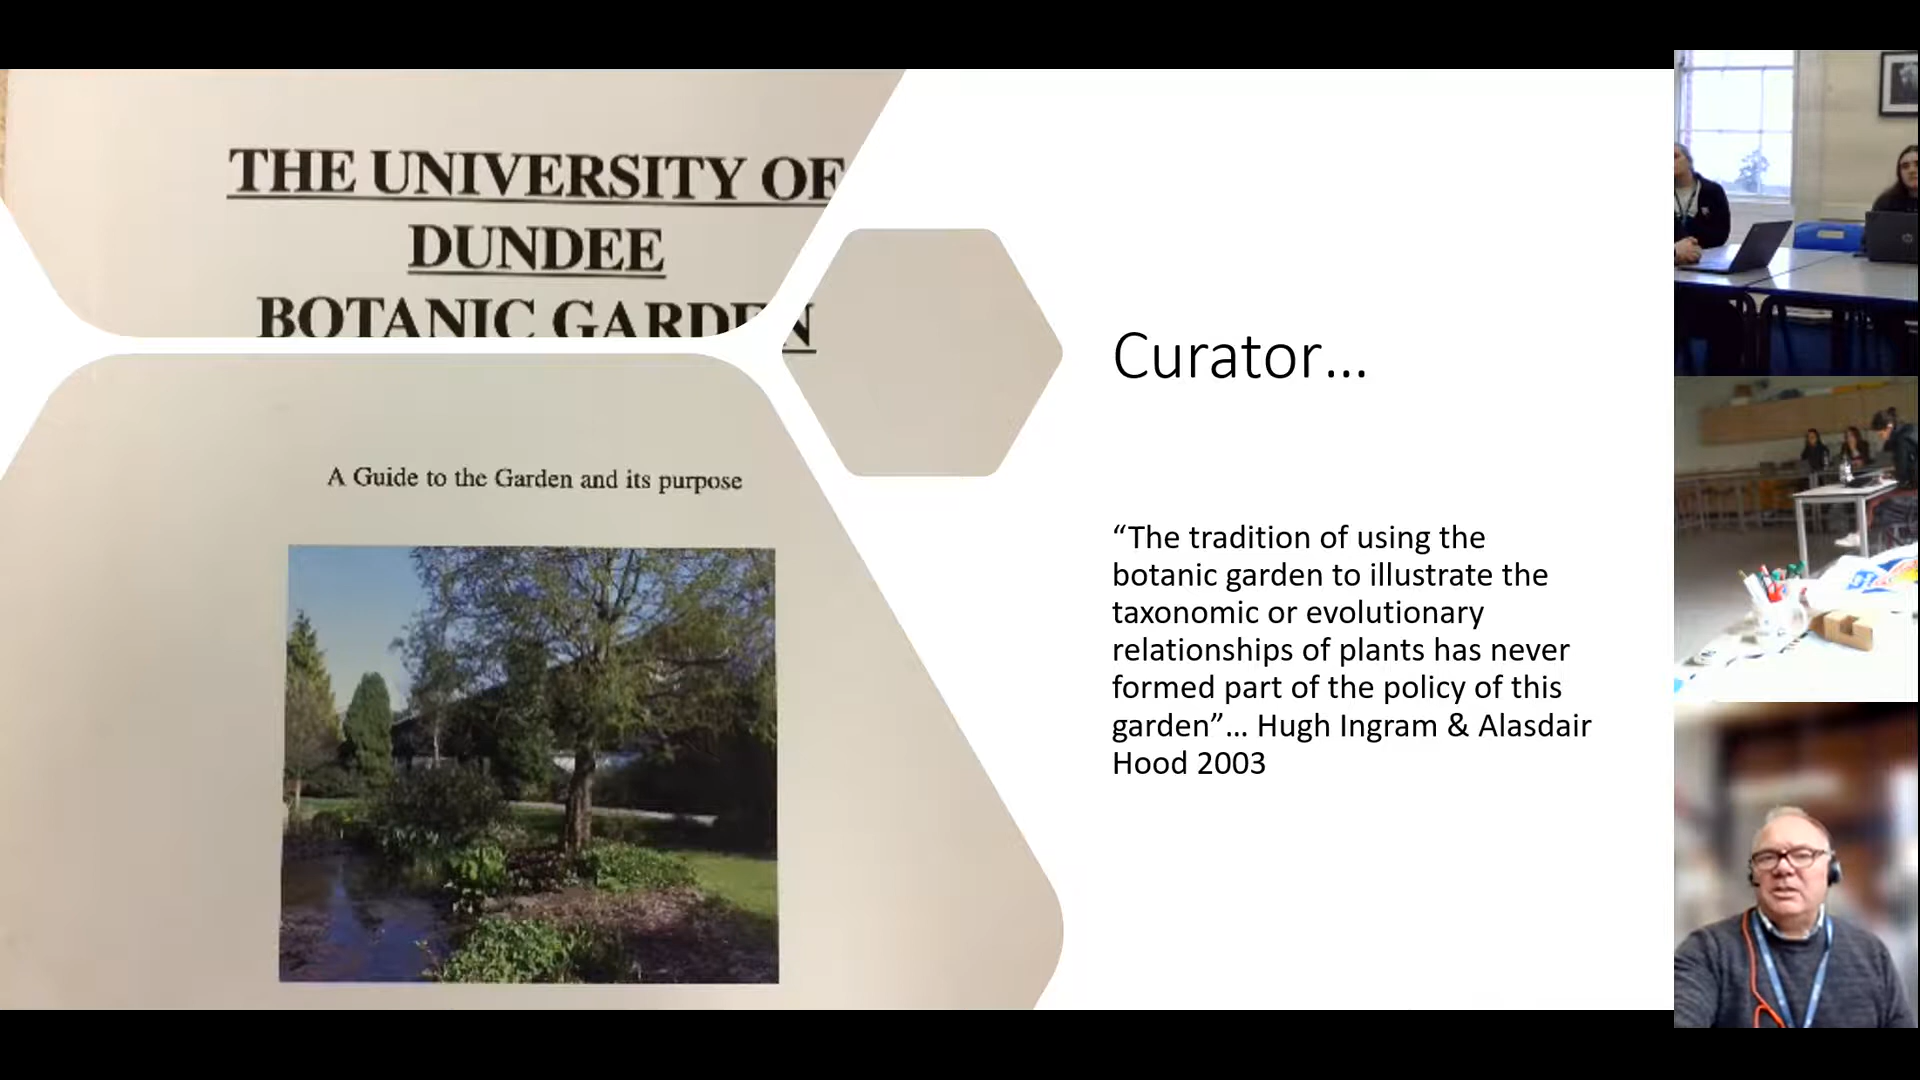 THE UNIVERSITY OF
DUNDEE
BOTANIC GARDEN
A Guide to the Garden and its purpose
Curator…
“The tradition of using the
botanic garden to illustrate the
taxonomic or evolutionary
relationships of plants has never
formed part of the policy of this
garden”… Hugh Ingram & Alasdair
Hood 2003